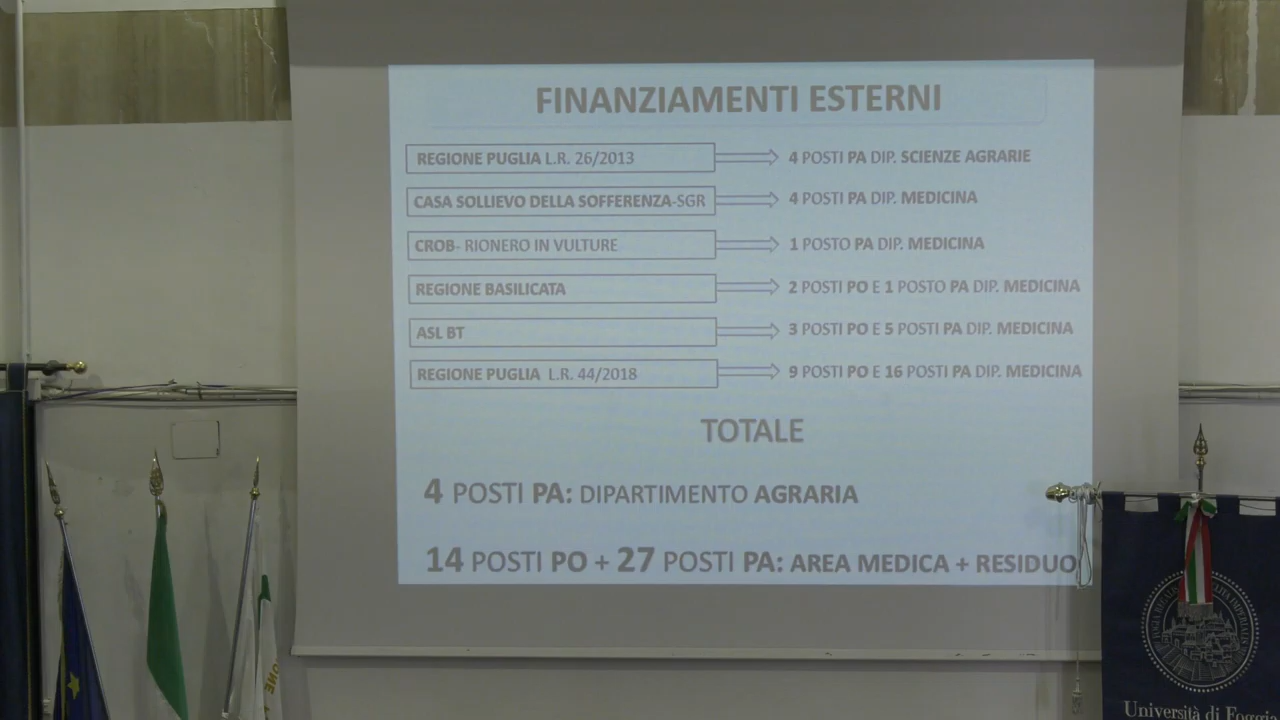 FINANZIAMENTI ESTERNI
REGIONE PUGLIA L.R. 26/2013
4 POSTI PA DIP. SCIENZE AGRARIE
CASA SOLLIEVO DELLA SOFFERENZA-SGR
4 POSTI PA DIP. MEDICINA
CROB- RIONERO IN VULTURE
1 POSTO PA DIP. MEDICINA
REGIONE BASILICATA
2 POSTI PO E 1 POSTO PA DIP. MEDICINA
ASL BT
3 POSTI PO E 5 POSTI PA DIP. MEDICINA
REGIONE PUGLIA L.R. 44/2018
9 POSTI PO E 16 POSTI PA DIP. MEDICINA
TOTALE
4 POSTI PA: DIPARTIMENTO AGRARIA
14 POSTI PO + 27 POSTI PA: AREA MEDICA + RESIDUO
Università di Foggia